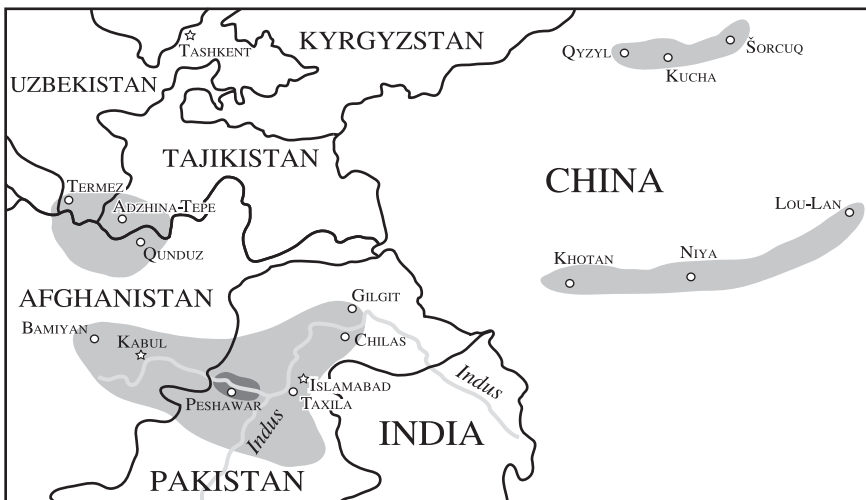 KYRGYZSTAN
TASHKENT
QYZYL
ŠORCUQ
KUCHA
UZBEKISTAN
TAJIKISTAN
CHINA
TERMEZ
ADZHINA-TEPE
LOU-LAN
QUNDUZ
KHOTAN
NIYA
AFGHANISTAN
GILGIT
BAMIYAN
KABUL
CHILAS
Indus
ISLAMABAD
PESHAWAR
TAXILA
Indus
INDIA
PAKISTAN